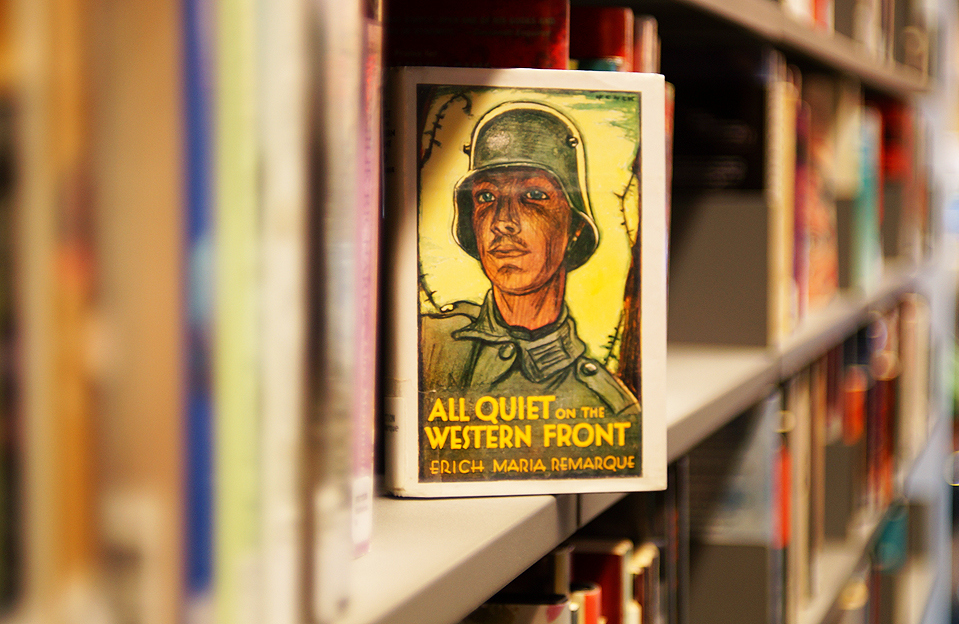 ALL QUIET ON THE
WESTERN FRONT
ERICH MARIA REMARQUE